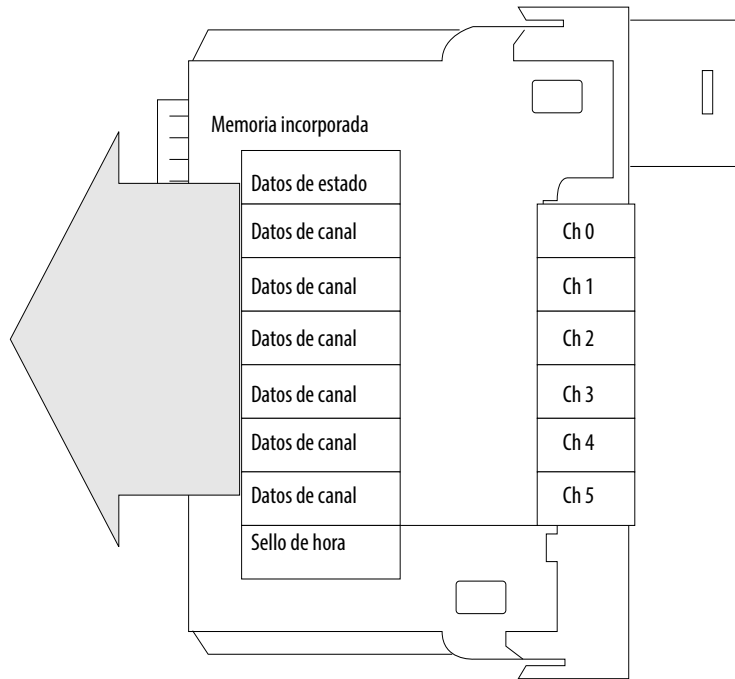 Memoria incorporada
Datos de estado
Datos de canal
Ch 0
Datos de canal
Ch 1
Datos de canal
Ch 2
Datos de canal
Ch 3
Datos de canal
Ch 4
Datos de canal
Ch 5
Sello de hora